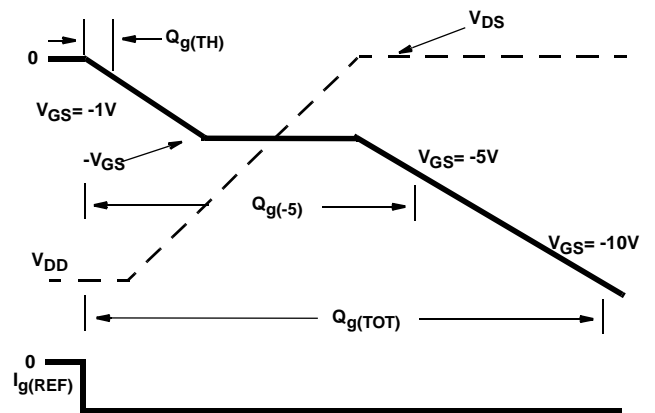 V_DS
Q_g(TH)
0
V_GS= -1V
-V_GS
V_GS= -5V
Q_g(-5)
V_GS= -10V
V_DD
Q_g(TOT)
0
I_g(REF)